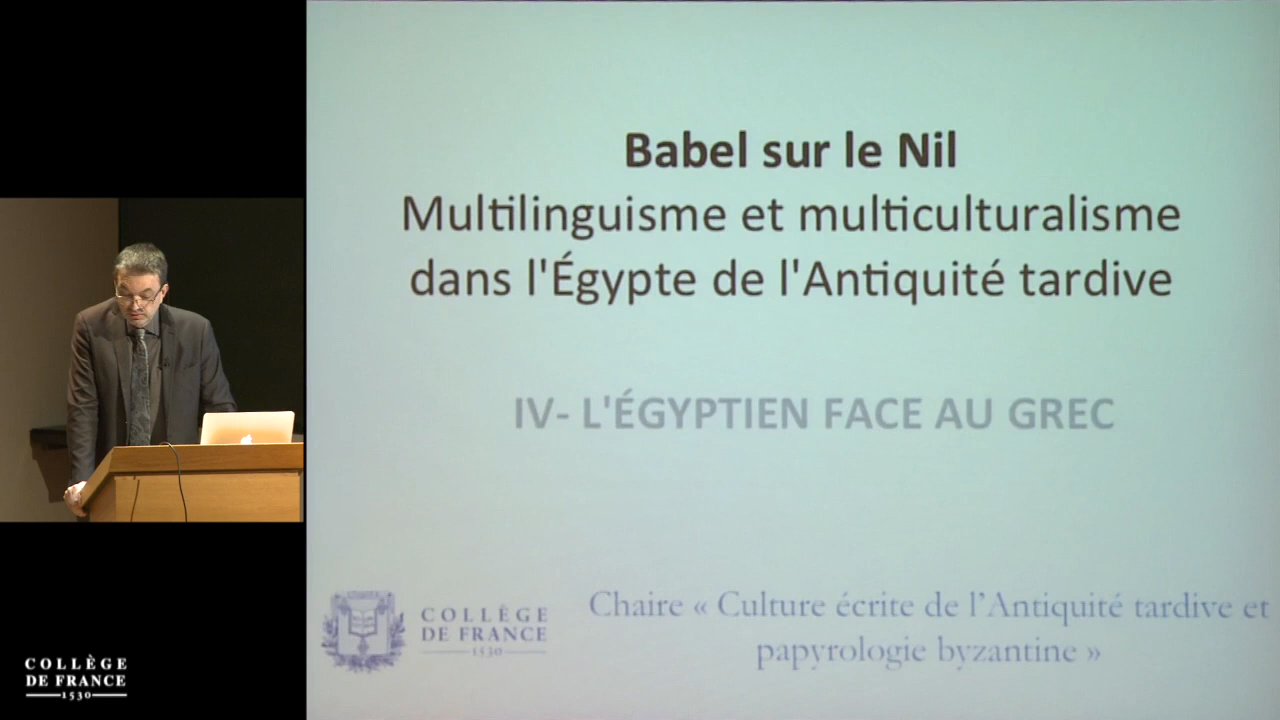 Babel sur le Nil
Multilinguisme et multiculturalisme
dans l'Égypte de l'Antiquité tardive
IV- L'ÉGYPTIEN FACE AU GREC
COLLÈGE
DE FRANCE
1530
Chaire « Culture écrite de l’Antiquité tardive et
papyrologie byzantine »
COLLÈGE
DE FRANCE
1530